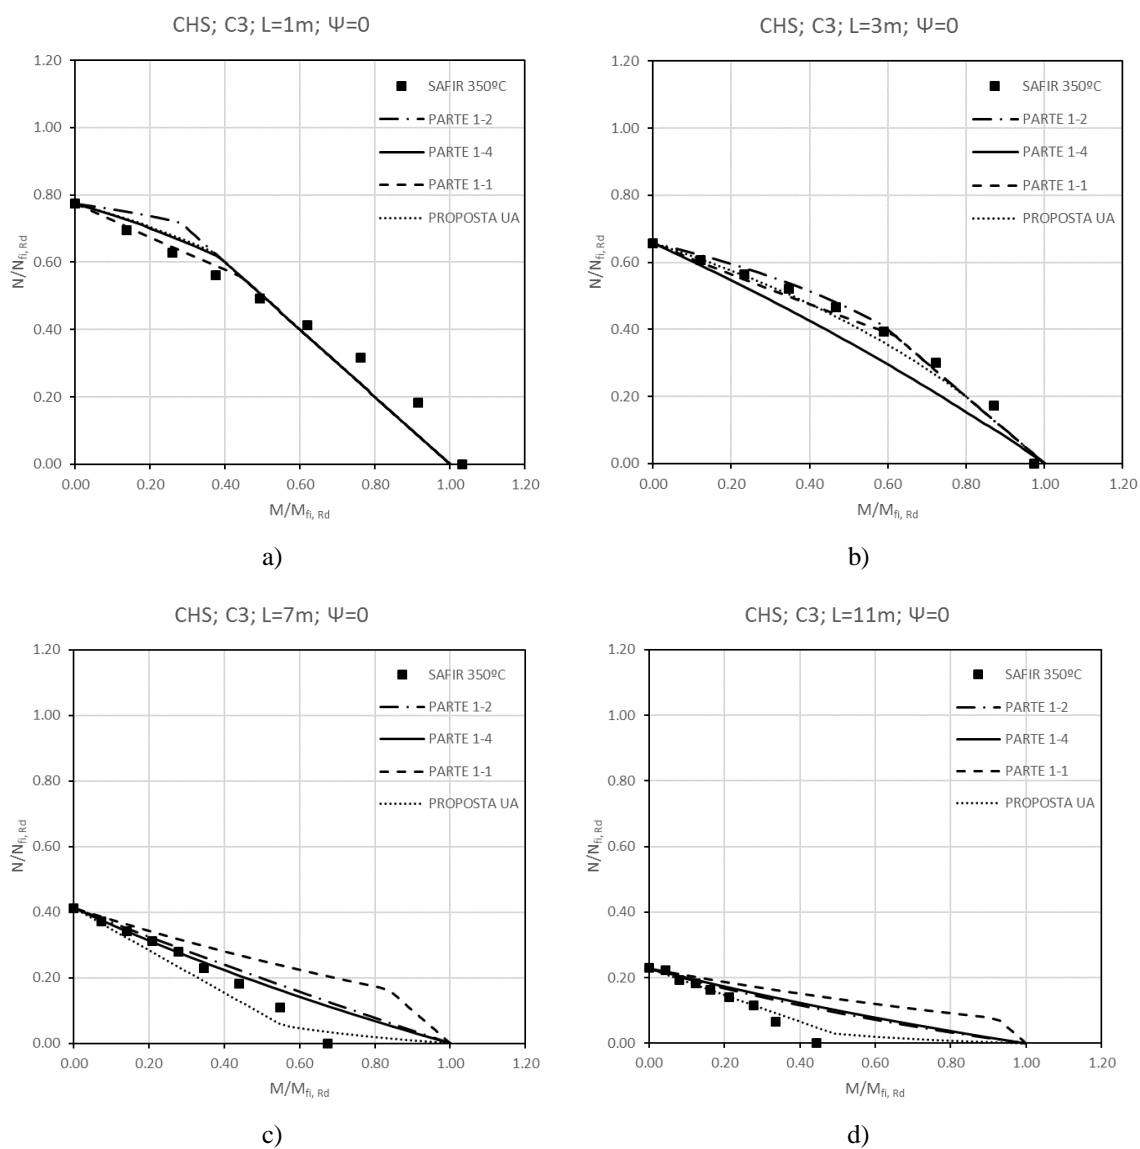 CHS; C3; L=1m; Ψ=0
1.20
1.00
0.80
0.60
0.40
0.20
0.00
N/Nfi, Rd
SAFIR 350ºC
PARTE 1-2
PARTE 1-4
PARTE 1-1
PROPOSTA UA
0.00 0.20 0.40 0.60 0.80 1.00 1.20
M/Mfi, Rd
a)
CHS; C3; L=3m; Ψ=0
1.20
1.00
0.80
0.60
0.40
0.20
0.00
N/Nfi, Rd
SAFIR 350ºC
PARTE 1-2
PARTE 1-4
PARTE 1-1
PROPOSTA UA
0.00 0.20 0.40 0.60 0.80 1.00 1.20
M/Mfi, Rd
b)
CHS; C3; L=7m; Ψ=0
1.20
1.00
0.80
0.60
0.40
0.20
0.00
N/Nfi, Rd
SAFIR 350ºC
PARTE 1-2
PARTE 1-4
PARTE 1-1
PROPOSTA UA
0.00 0.20 0.40 0.60 0.80 1.00 1.20
M/Mfi, Rd
c)
CHS; C3; L=11m; Ψ=0
1.20
1.00
0.80
0.60
0.40
0.20
0.00
N/Nfi, Rd
SAFIR 350ºC
PARTE 1-2
PARTE 1-4
PARTE 1-1
PROPOSTA UA
0.00 0.20 0.40 0.60 0.80 1.00 1.20
M/Mfi, Rd
d)